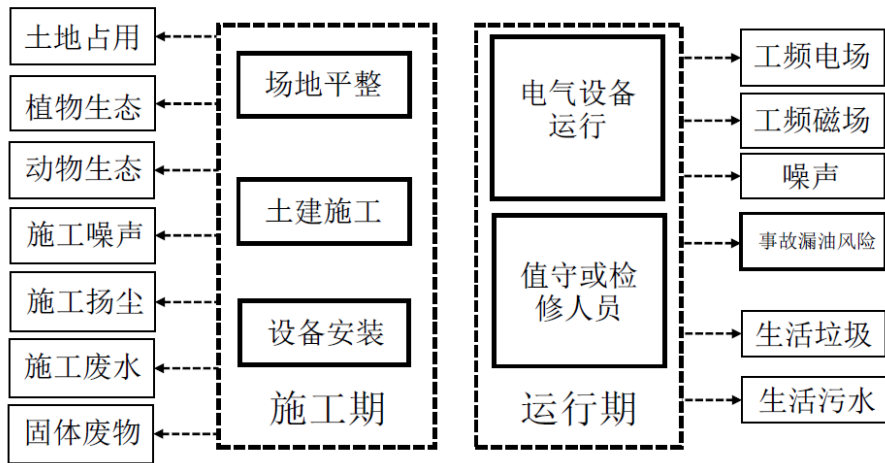 土地占用
植物生态
动物生态
施工噪声
施工扬尘
施工废水
固体废物
场地平整
土建施工
设备安装
施工期
电气设备
运行
值守或检
修人员
运行期
工频电场
工频磁场
噪声
事故漏油风险
生活垃圾
生活污水